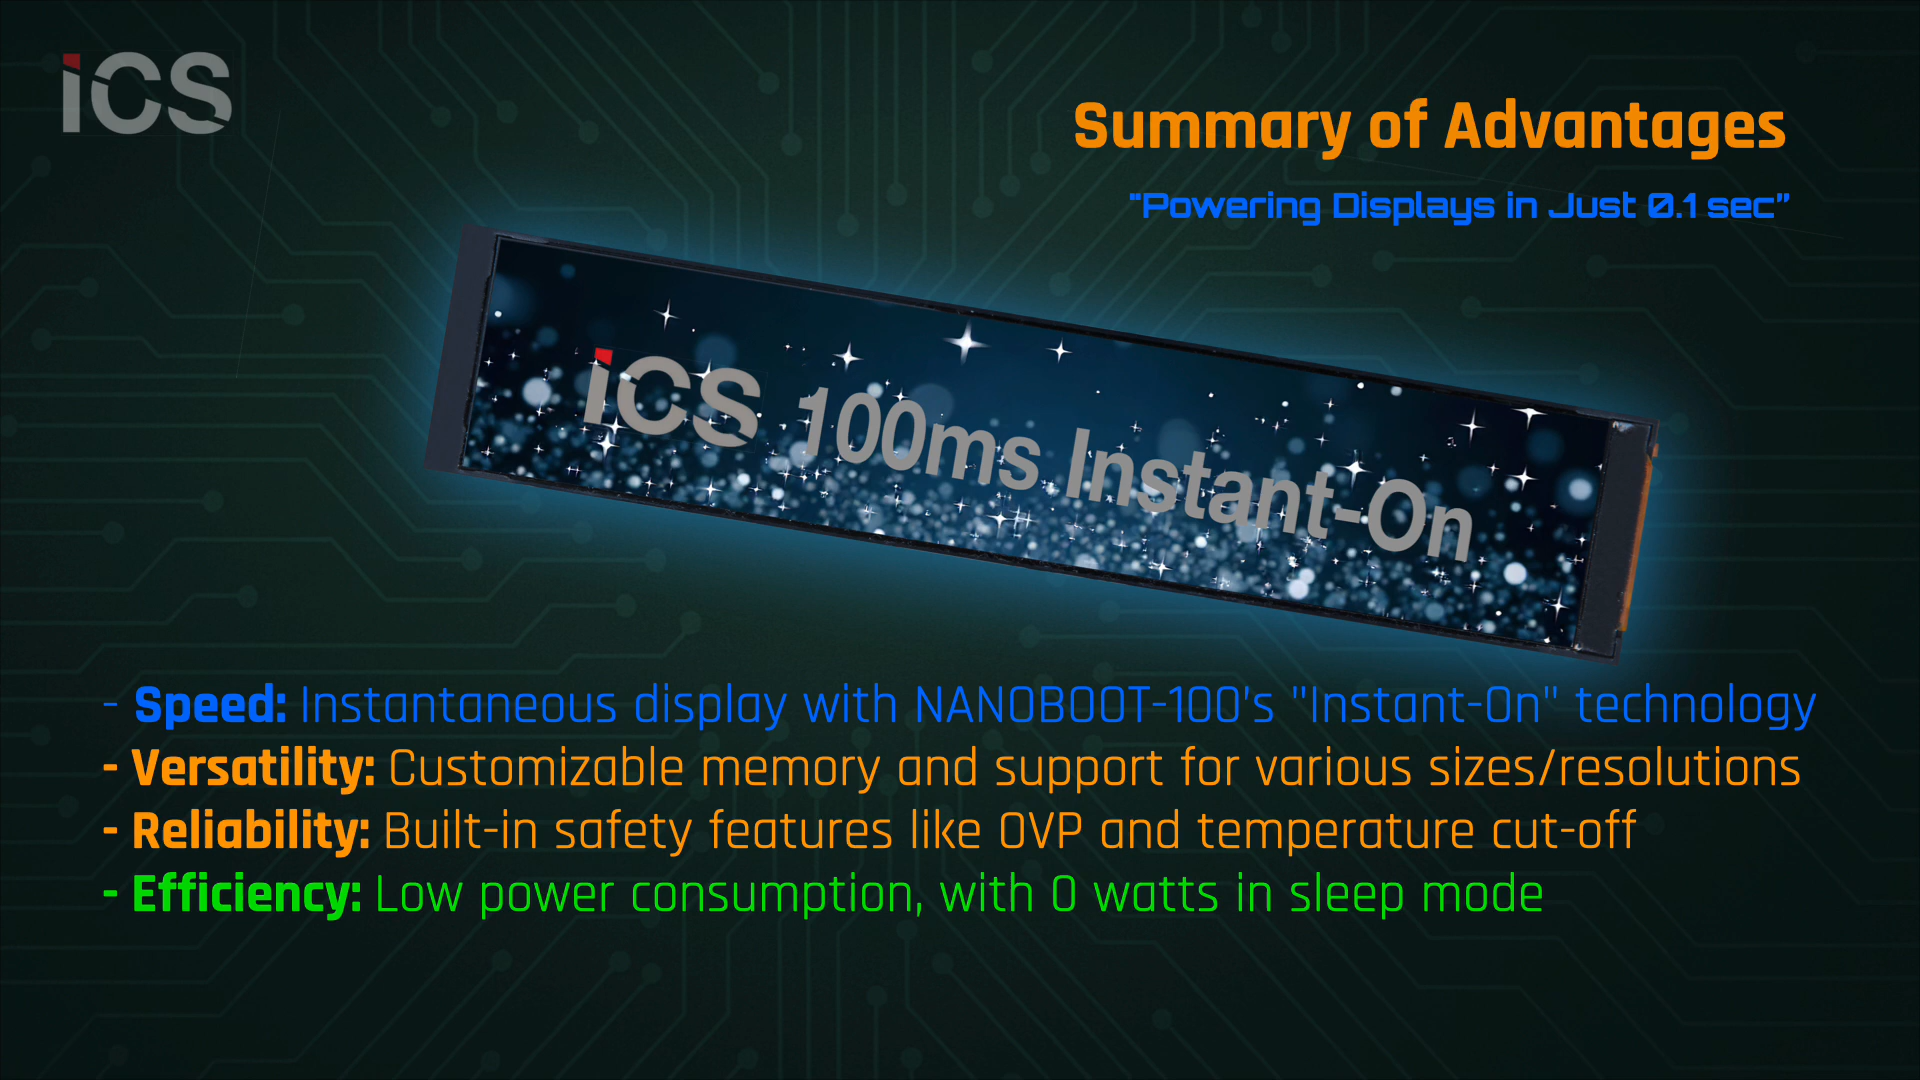 iCS
Summary of Advantages
"Powering Displays in Just 0.1 sec"
iCS 100ms Instant-On
- Speed: Instantaneous display with NANOBOOT-100's "Instant-On" technology
- Versatility: Customizable memory and support for various sizes/resolutions
- Reliability: Built-in safety features like OVP and temperature cut-off
- Efficiency: Low power consumption, with 0 watts in sleep mode